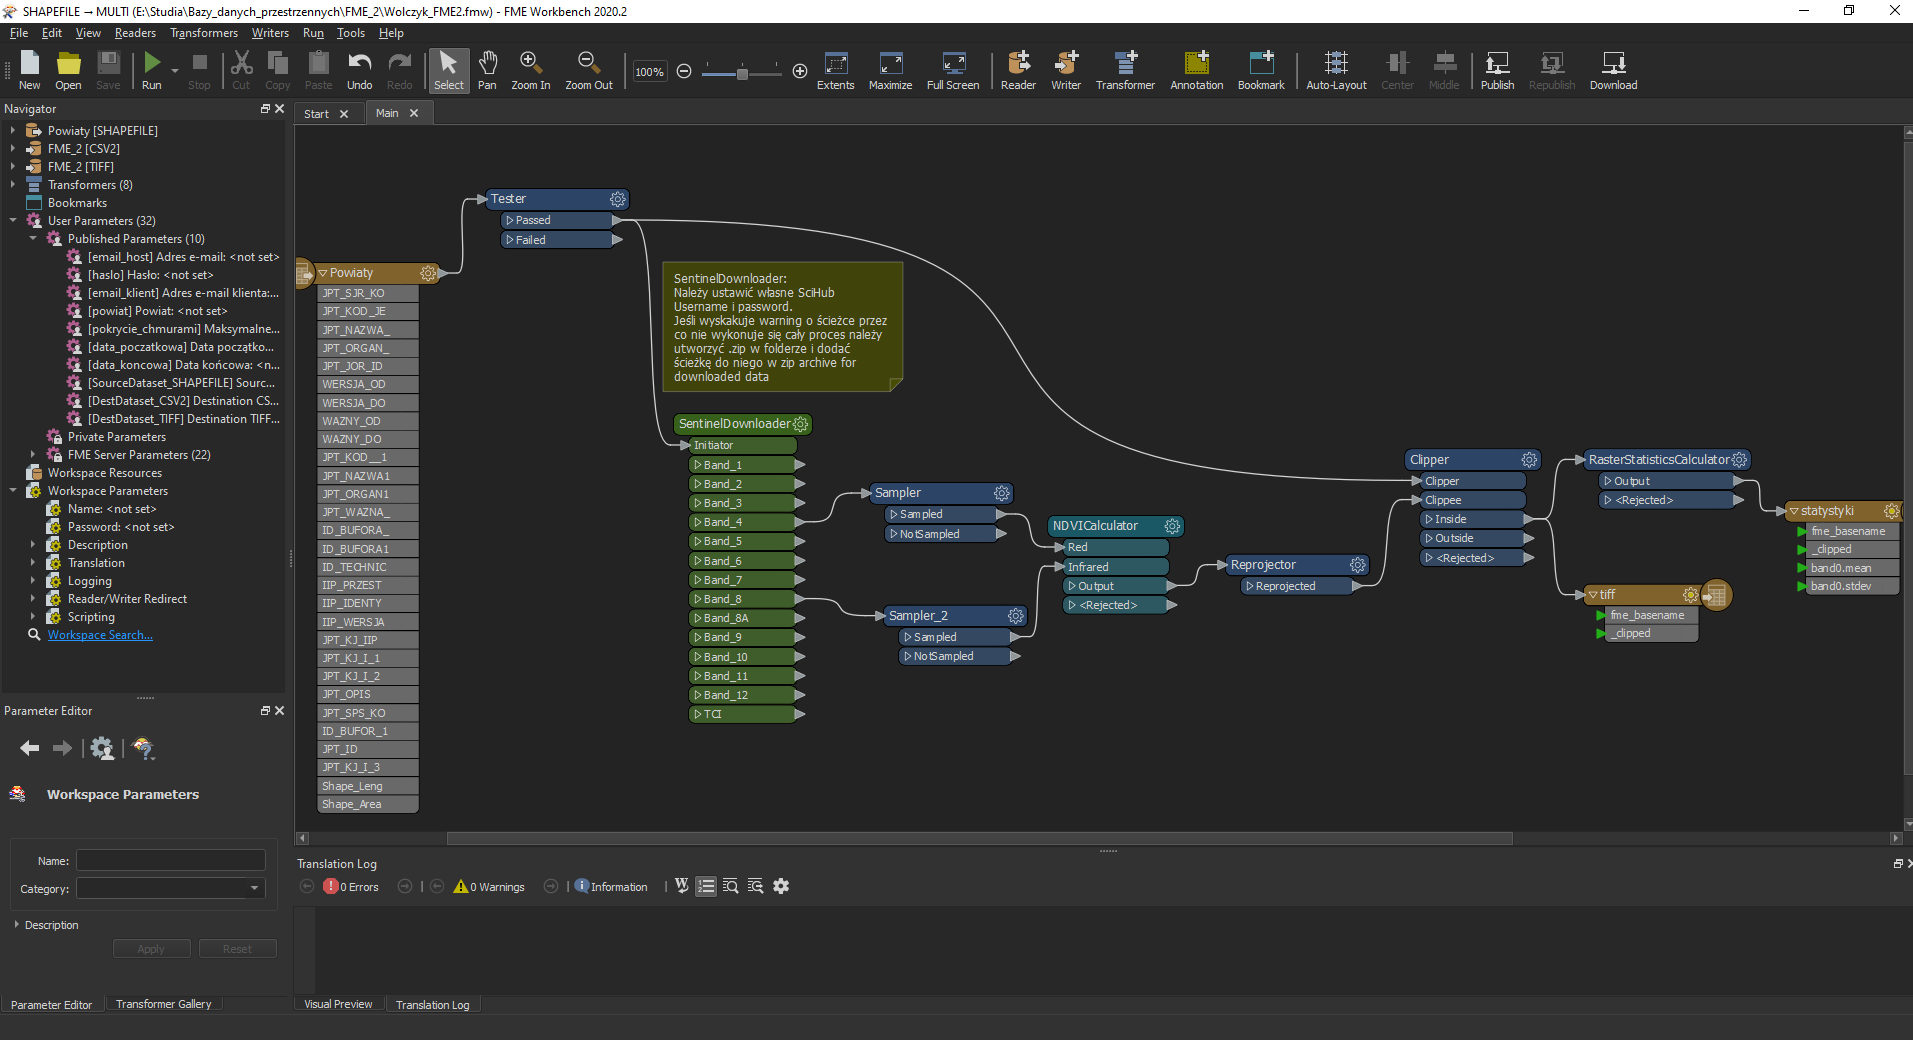 SHAPEFILE → MULTI (E:\Studia\Bazy_danych_przestrzennych\FME_2\Wolczyk_FME2.fmw) - FME Workbench 2020.2
File Edit View Readers Transformers Writers Run Tools Help
New Open Save Run Stop Cut Copy Paste Undo Redo Select Pan Zoom In Zoom Out 100% Extents Maximize Full Screen Reader Writer Transformer Annotation Bookmark Auto-Layout Center Middle Publish Republish Download
Navigator
Powiaty [SHAPEFILE]
FME_2 [CSV2]
FME_2 [TIFF]
Transformers (8)
Bookmarks
User Parameters (32)
Published Parameters (10)
[email_host] Adres e-mail: <not set>
[haslo] Hasło: <not set>
[email_klient] Adres e-mail klienta:...
[powiat] Powiat: <not set>
[pokrycie_chmurami] Maksymalne...
[data_poczatkowa] Data początko...
[data_koncowa] Data końcowa: <n...
[SourceDataset_SHAPEFILE] Sourc...
[DestDataset_CSV2] Destination CS...
[DestDataset_TIFF] Destination TIFF...
Private Parameters
FME Server Parameters (22)
Workspace Resources
Workspace Parameters
Name: <not set>
Password: <not set>
Description
Translation
Logging
Reader/Writer Redirect
Scripting
Workspace Search...
Parameter Editor
Workspace Parameters
Name:
Category:
Description
Apply Reset
Parameter Editor Transformer Gallery
Start Main
Tester
Passed
Failed
Powiaty
JPT_SJR_KO
JPT_KOD_JE
JPT_NAZWA_
JPT_ORGAN_
JPT_JOR_ID
WERSJA_OD
WERSJA_DO
WAZNY_OD
WAZNY_DO
JPT_KOD__1
JPT_NAZWA1
JPT_ORGAN1
JPT_WAZNA_
ID_BUFORA_
ID_BUFORA1
ID_TECHNIC
IIP_PRZEST
IIP_IDENTY
IIP_WERSJA
JPT_KJ_IIP
JPT_KJ_I_1
JPT_KJ_I_2
JPT_OPIS
JPT_SPS_KO
ID_BUFOR_1
JPT_ID
JPT_KJ_I_3
Shape_Leng
Shape_Area
SentinelDownloader:
Należy ustawić własne SciHub
Username i password.
Jeśli wyskakuje warning o ścieżce przez
co nie wykonuje się cały proces należy
utworzyć .zip w folderze i dodać
ścieżkę do niego w zip archive for
downloaded data
SentinelDownloader
Initiator
Band_1
Band_2
Band_3
Band_4
Band_5
Band_6
Band_7
Band_8
Band_8A
Band_9
Band_10
Band_11
Band_12
TCI
Sampler
Sampled
NotSampled
Sampler_2
Sampled
NotSampled
NDVICalculator
Red
Infrared
Output
<Rejected>
Reprojector
Reprojected
Clipper
Clipper
Clippee
Inside
Outside
<Rejected>
RasterStatisticsCalculator
Output
<Rejected>
statystyki
fme_basename
_clipped
band0.mean
band0.stdev
tiff
fme_basename
_clipped
Translation Log
0 Errors 0 Warnings Information
Visual Preview Translation Log